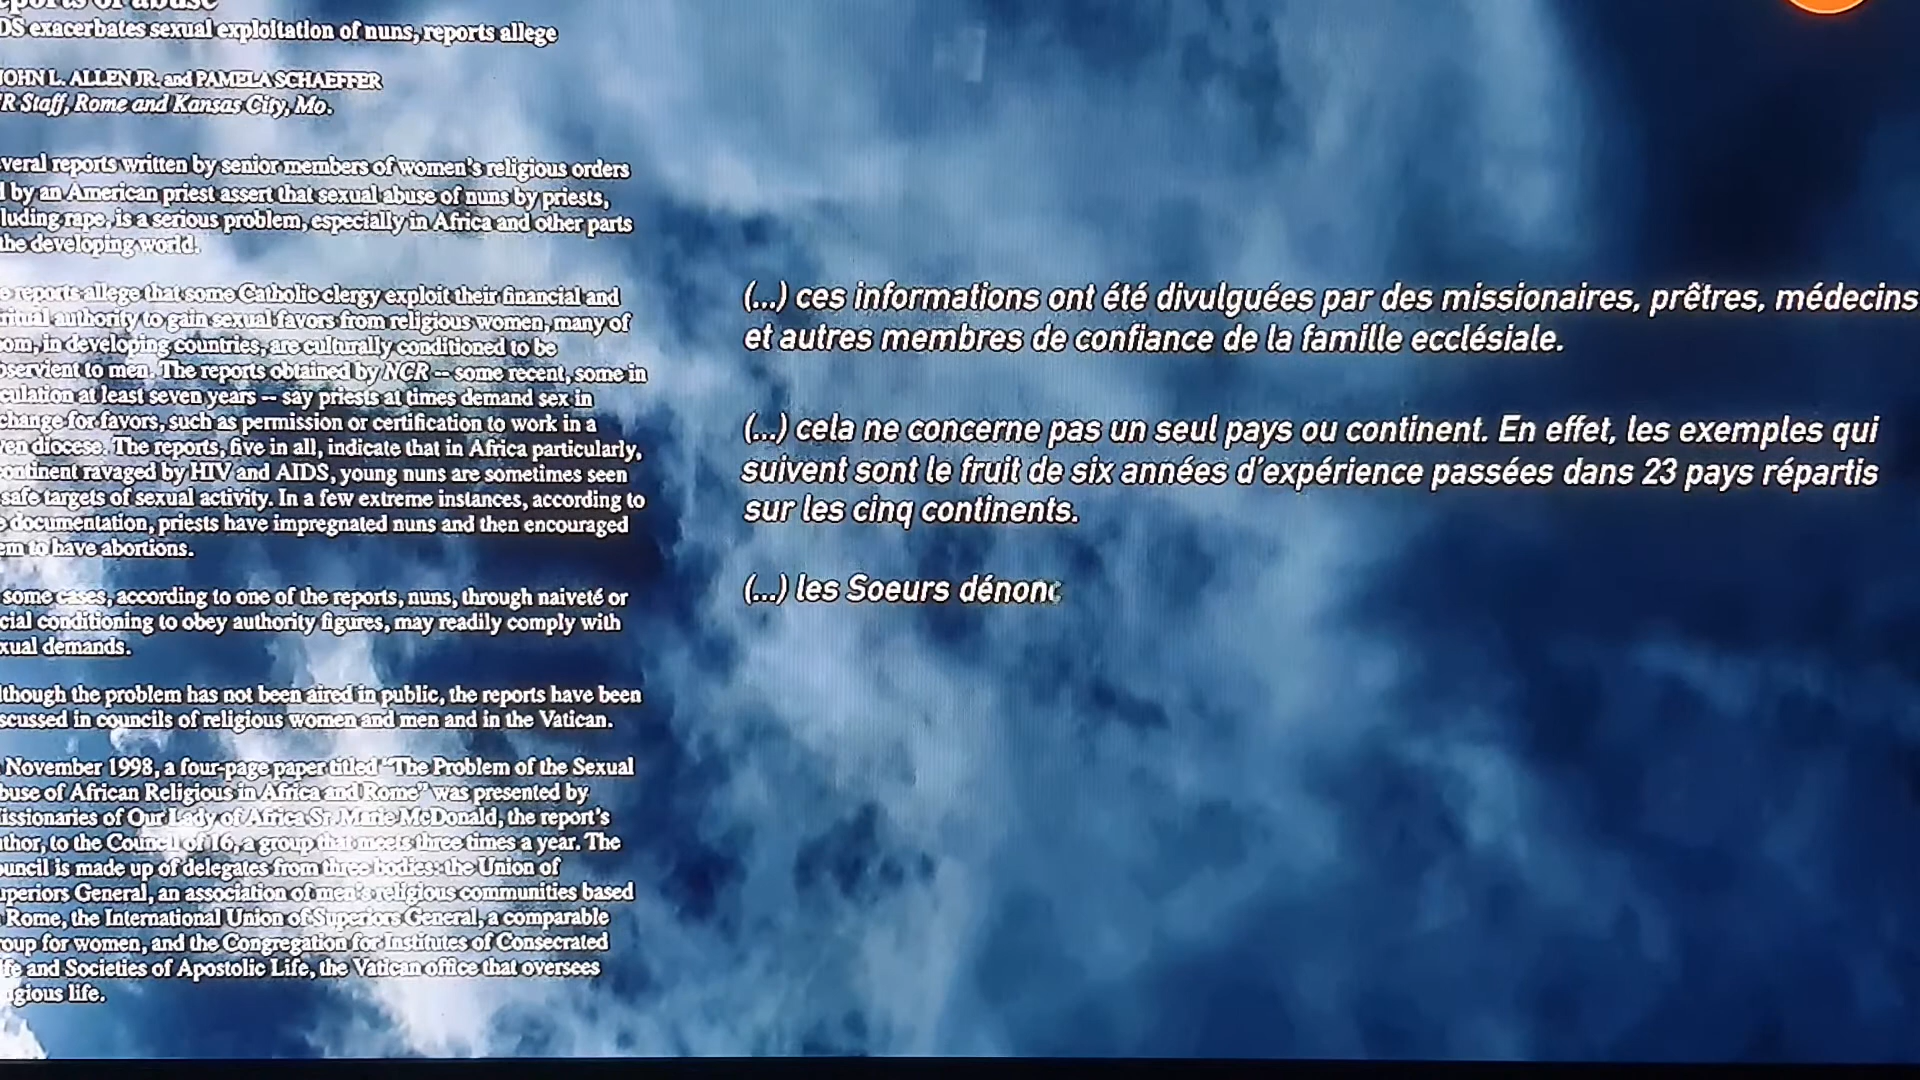 ports of abuse
DS exacerbates sexual exploitation of nuns, reports allege
OHN L. ALLEN JR. and PAMELA SCHAEFFER
R Staff, Rome and Kansas City, Mo.
veral reports written by senior members of women's religious orders
d by an American priest assert that sexual abuse of nuns by priests,
luding rape, is a serious problem, especially in Africa and other parts
the developing world.
e reports allege that some Catholic clergy exploit their financial and
ritual authority to gain sexual favors from religious women, many of
om, in developing countries, are culturally conditioned to be
bservient to men. The reports obtained by NCR -- some recent, some in
culation at least seven years -- say priests at times demand sex in
change for favors, such as permission or certification to work in a
ven diocese. The reports, five in all, indicate that in Africa particularly,
continent ravaged by HIV and AIDS, young nuns are sometimes seen
safe targets of sexual activity. In a few extreme instances, according to
e documentation, priests have impregnated nuns and then encouraged
em to have abortions.
some cases, according to one of the reports, nuns, through naiveté or
cial conditioning to obey authority figures, may readily comply with
xual demands.
lthough the problem has not been aired in public, the reports have been
scussed in councils of religious women and men and in the Vatican.
November 1998, a four-page paper titled "The Problem of the Sexual
buse of African Religious in Africa and Rome" was presented by
issionaries of Our Lady of Africa Sr. Marie McDonald, the report's
uthor, to the Council of 16, a group that meets three times a year. The
ouncil is made up of delegates from three bodies: the Union of
uperiors General, an association of men's religious communities based
Rome, the International Union of Superiors General, a comparable
roup for women, and the Congregation for Institutes of Consecrated
fe and Societies of Apostolic Life, the Vatican office that oversees
igious life.
(...) ces informations ont été divulguées par des missionaires, prêtres, médecins
et autres membres de confiance de la famille ecclésiale.
(...) cela ne concerne pas un seul pays ou continent. En effet, les exemples qui
suivent sont le fruit de six années d'expérience passées dans 23 pays répartis
sur les cinq continents.
(...) les Soeurs dénonc